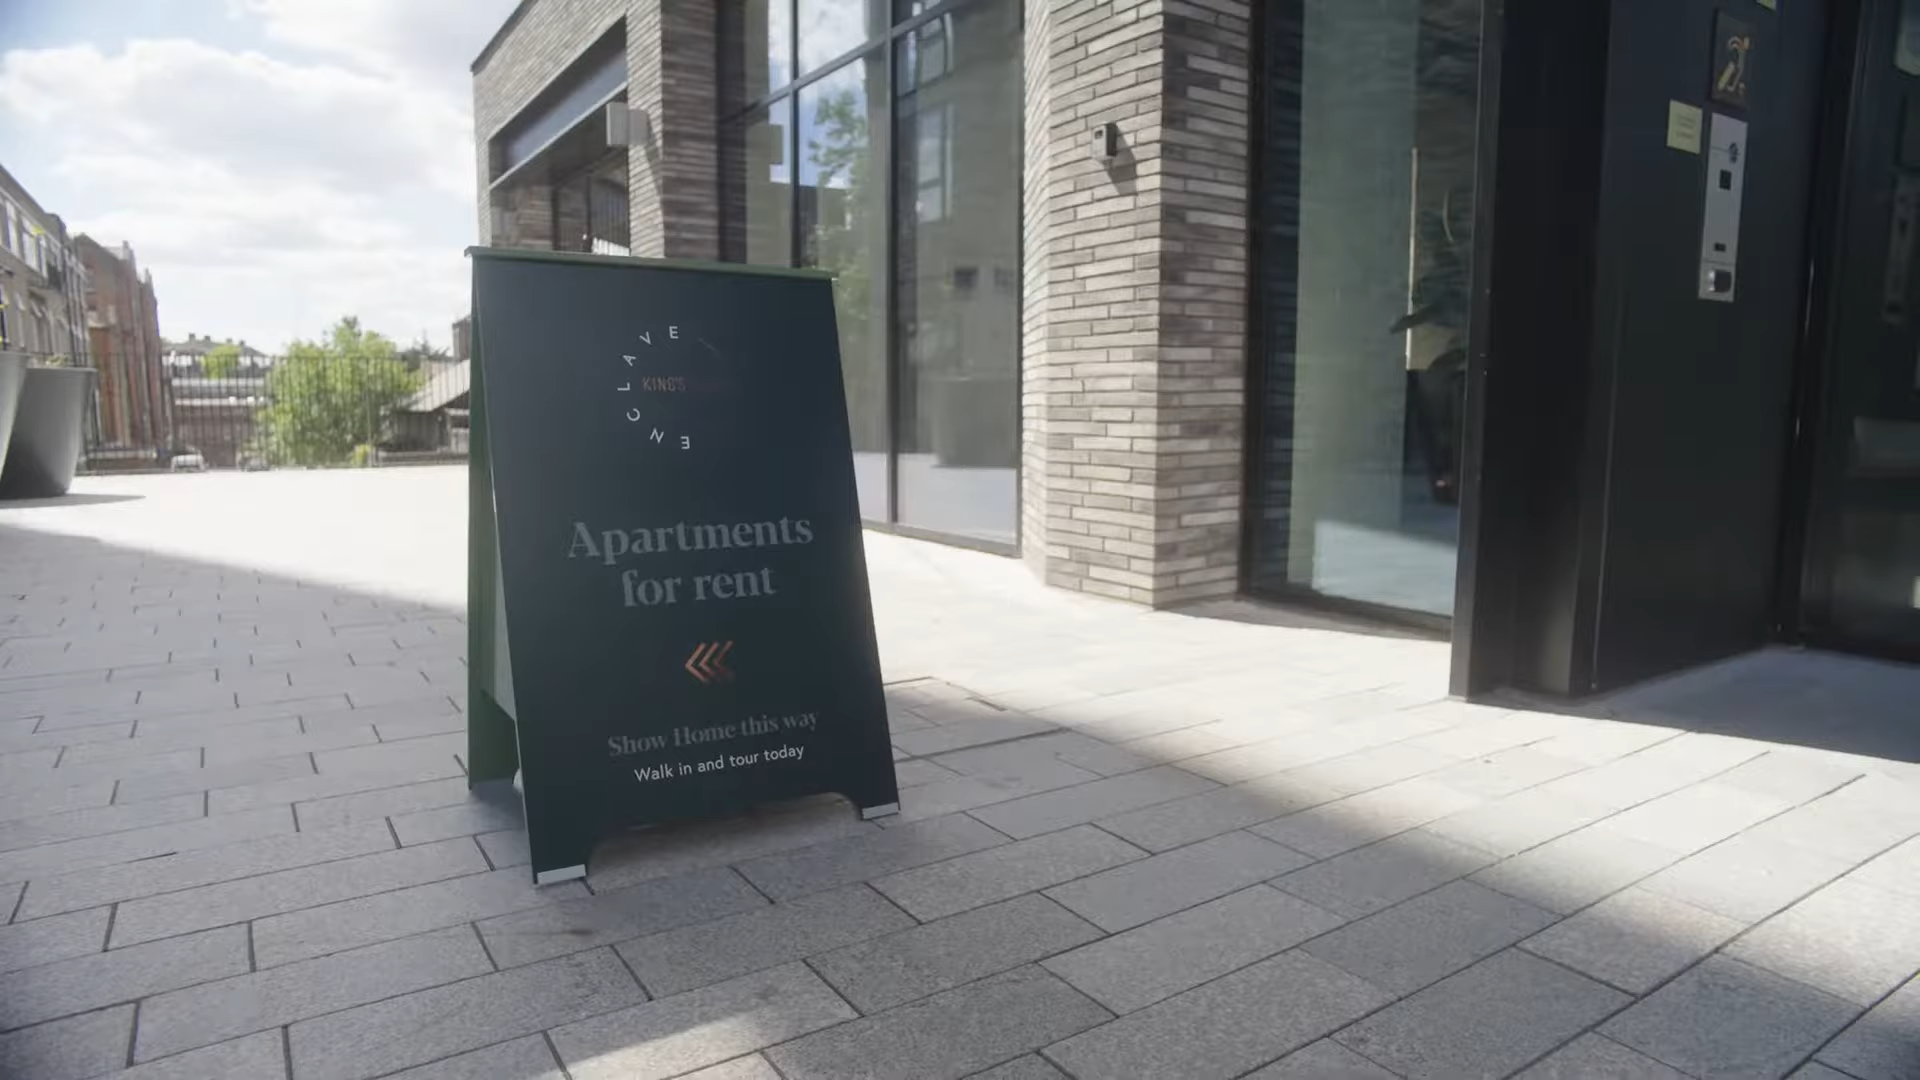 ENCLAVE
KING'S
Apartments
for rent
Show Home this way
Walk in and tour today